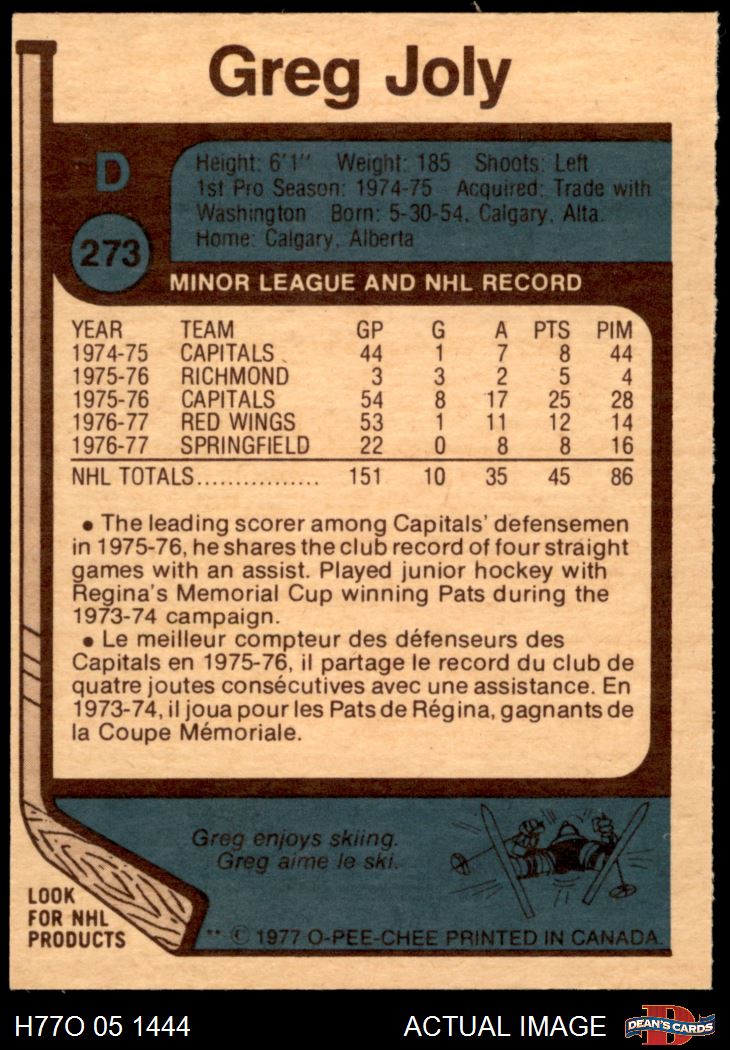 Greg Joly
D
273
Height: 6'1" Weight: 185 Shoots: Left
1st Pro Season: 1974-75 Acquired: Trade with
Washington Born: 5-30-54, Calgary, Alta.
Home: Calgary, Alberta
MINOR LEAGUE AND NHL RECORD
YEAR TEAM GP G A PTS PIM
1974-75 CAPITALS 44 1 7 8 44
1975-76 RICHMOND 3 3 2 5 4
1975-76 CAPITALS 54 8 17 25 28
1976-77 RED WINGS 53 1 11 12 14
1976-77 SPRINGFIELD 22 0 8 8 16
NHL TOTALS................ 151 10 35 45 86
• The leading scorer among Capitals' defensemen
in 1975-76, he shares the club record of four straight
games with an assist. Played junior hockey with
Regina's Memorial Cup winning Pats during the
1973-74 campaign.
• Le meilleur compteur des défenseurs des
Capitals en 1975-76, il partage le record du club de
quatre joutes consécutives avec une assistance. En
1973-74, il joua pour les Pats de Régina, gagnants de
la Coupe Mémoriale.
Greg enjoys skiing.
Greg aime le ski.
LOOK
FOR NHL
PRODUCTS
** © 1977 O-PEE-CHEE PRINTED IN CANADA.
H77O 05 1444 ACTUAL IMAGE D DEAN'S CARDS